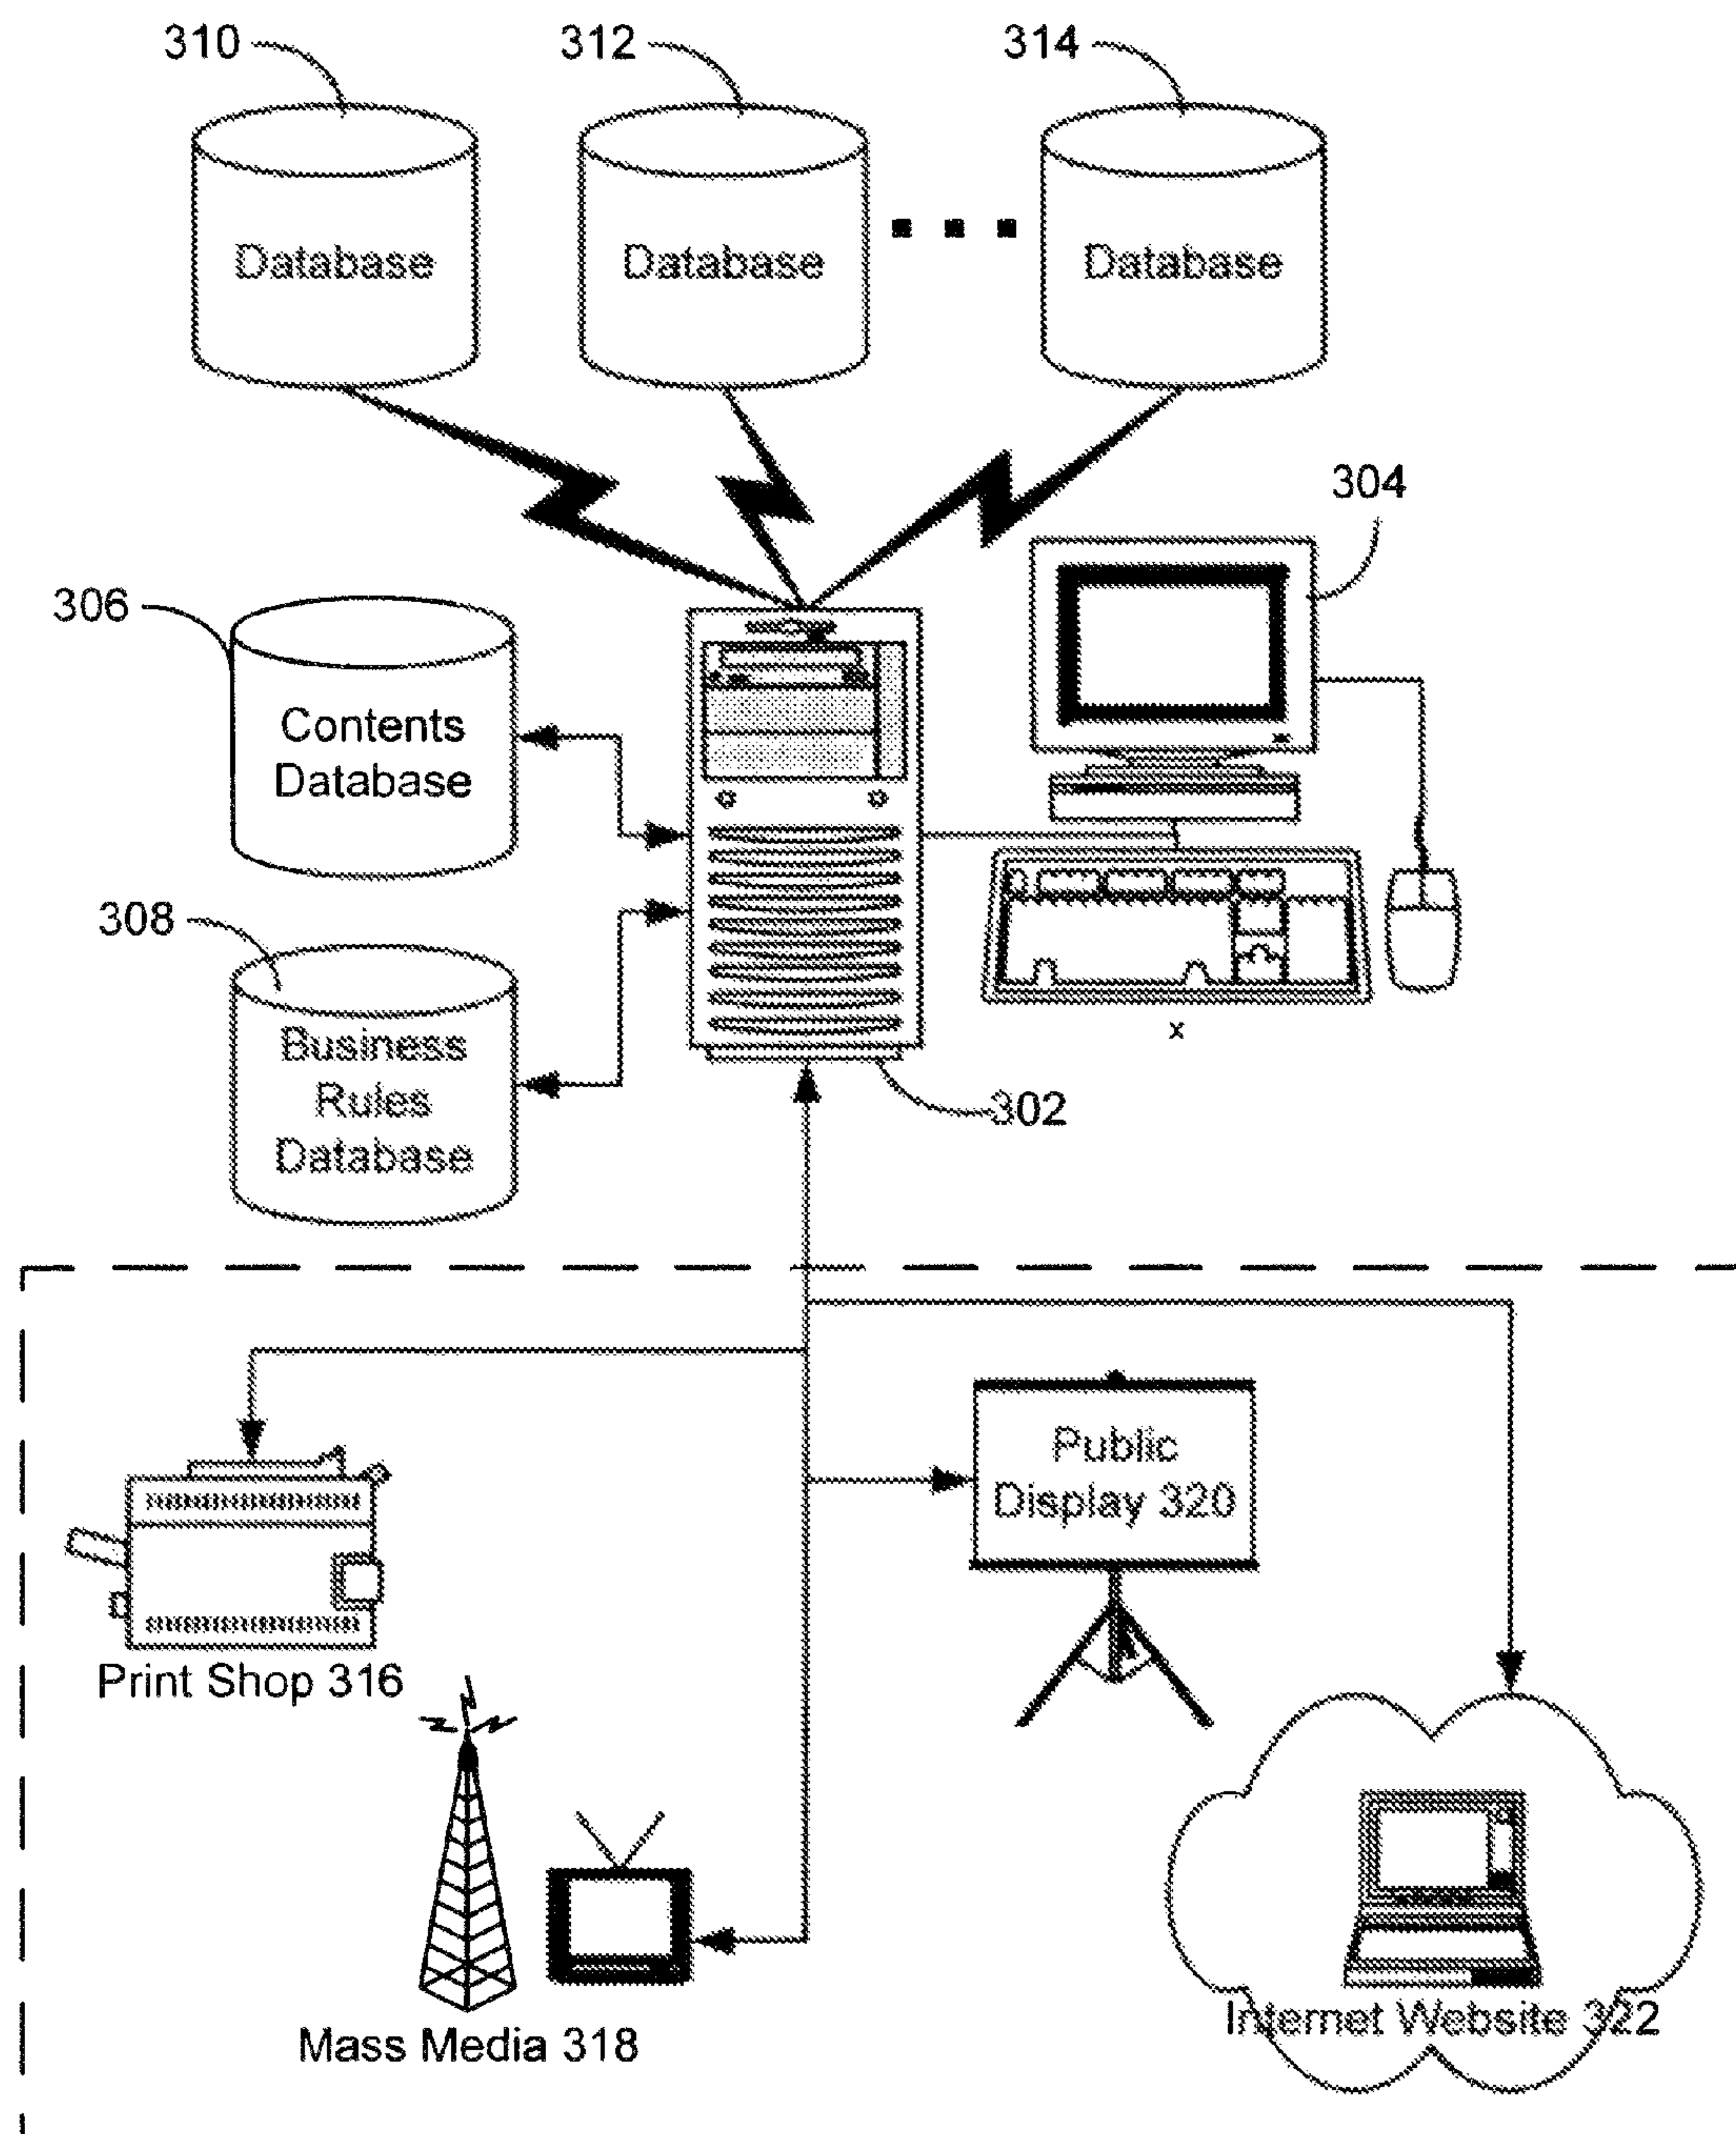 310
312
314
Database
Database
Database
304
306
Contents
Database
308
Business
Rules
Database
302
x
Public
Display 320
Print Shop 316
Mass Media 318
Internet Website 322